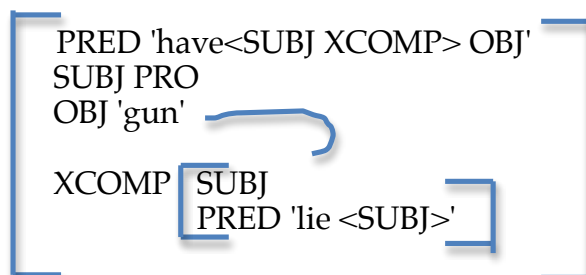 PRED 'have<SUBJ XCOMP> OBJ'
SUBJ PRO
OBJ 'gun'
XCOMP SUBJ
PRED 'lie <SUBJ>'